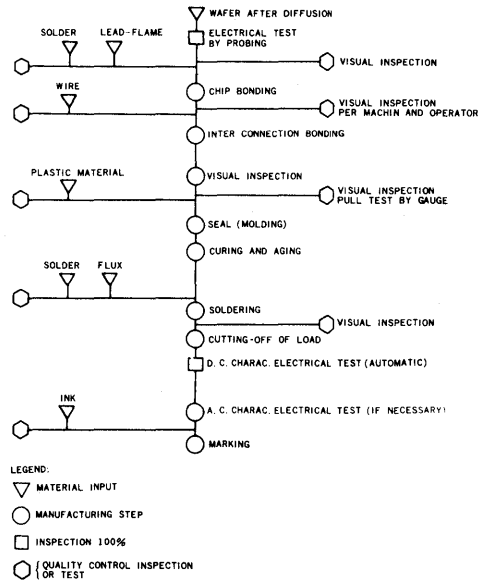 WAFER AFTER DIFFUSION
SOLDER
LEAD-FLAME
ELECTRICAL TEST
BY PROBING
VISUAL INSPECTION
CHIP BONDING
WIRE
VISUAL INSPECTION
PER MACHIN AND OPERATOR
INTER CONNECTION BONDING
VISUAL INSPECTION
PLASTIC MATERIAL
VISUAL INSPECTION
PULL TEST BY GAUGE
SEAL (MOLDING)
CURING AND AGING
SOLDER
FLUX
SOLDERING
VISUAL INSPECTION
CUTTING-OFF OF LOAD
D.C. CHARAC. ELECTRICAL TEST (AUTOMATIC)
INK
A.C. CHARAC. ELECTRICAL TEST (IF NECESSARY)
MARKING
LEGEND:
MATERIAL INPUT
MANUFACTURING STEP
INSPECTION 100%
QUALITY CONTROL INSPECTION
OR TEST